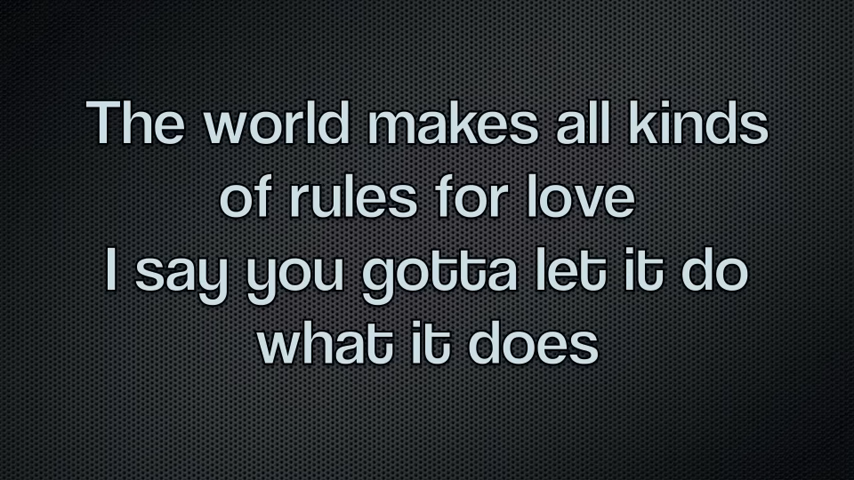 The world makes all kinds
of rules for love
I say you gotta let it do
what it does